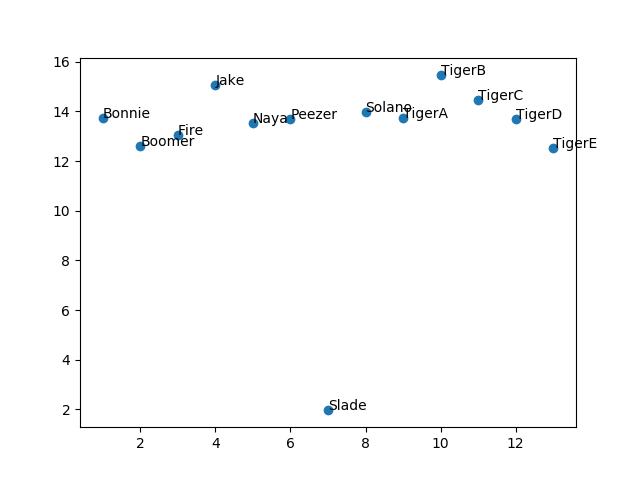 16
TigerB
Jake
TigerC
14
Bonnie
Solano
TigerA
Naya
Peezer
TigerD
Fire
Boomer
TigerE
12
10
8
6
4
Slade
2
2 4 6 8 10 12